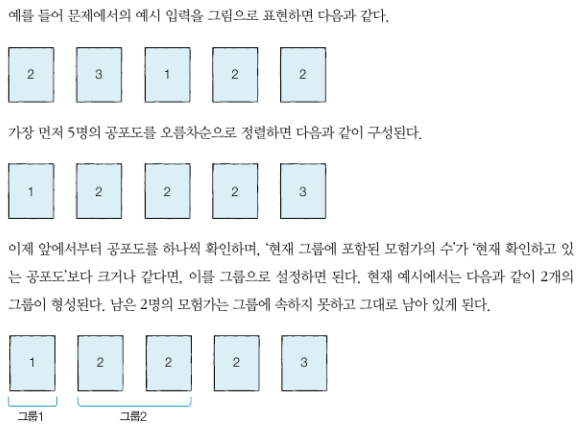 예를 들어 문제에서의 예시 입력을 그림으로 표현하면 다음과 같다.
2 3 1 2 2
가장 먼저 5명의 공포도를 오름차순으로 정렬하면 다음과 같이 구성된다.
1 2 2 2 3
이제 앞에서부터 공포도를 하나씩 확인하며, ‘현재 그룹에 포함된 모험가의 수’가 ‘현재 확인하고 있
는 공포도’보다 크거나 같다면, 이를 그룹으로 설정하면 된다. 현재 예시에서는 다음과 같이 2개의
그룹이 형성된다. 남은 2명의 모험가는 그룹에 속하지 못하고 그대로 남아 있게 된다.
1 2 2 2 3
그룹1 그룹2